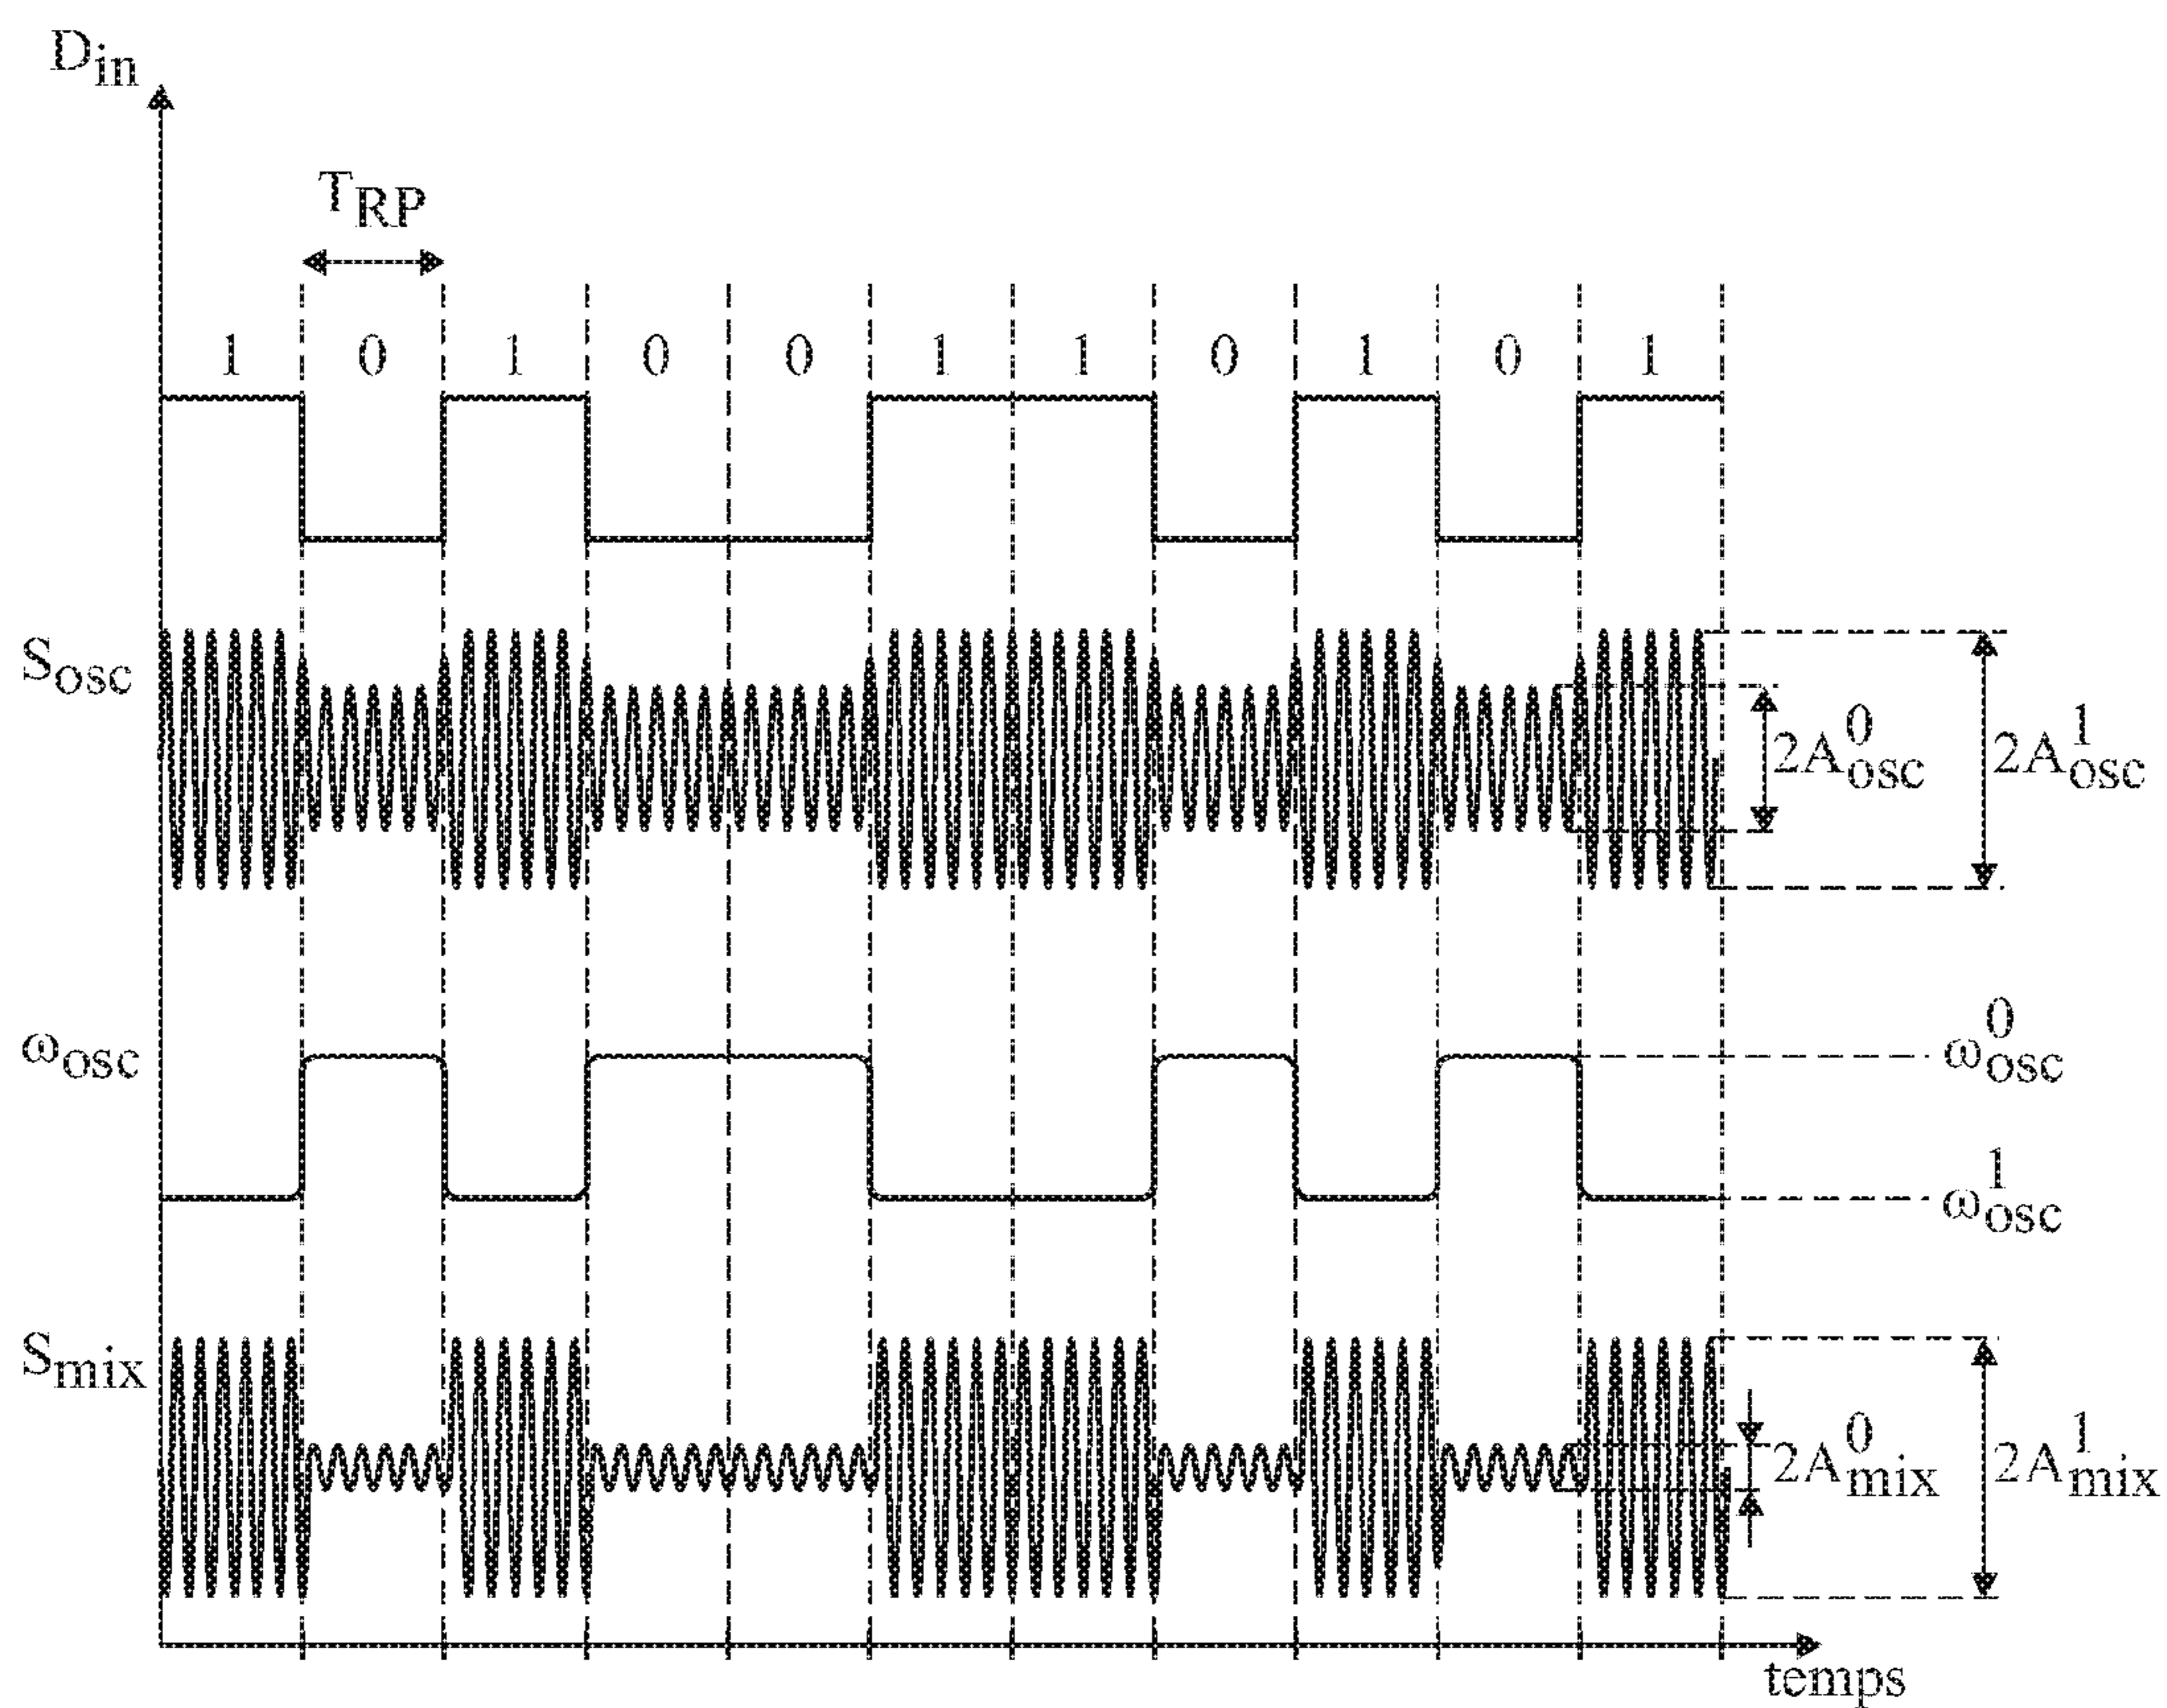 Din
TRP
1 0 1 0 0 1 1 0 1 0 1
Sosc
2A0osc 2A1osc
ωosc
ω0osc
ω1osc
Smix
2A0mix 2A1mix
temps